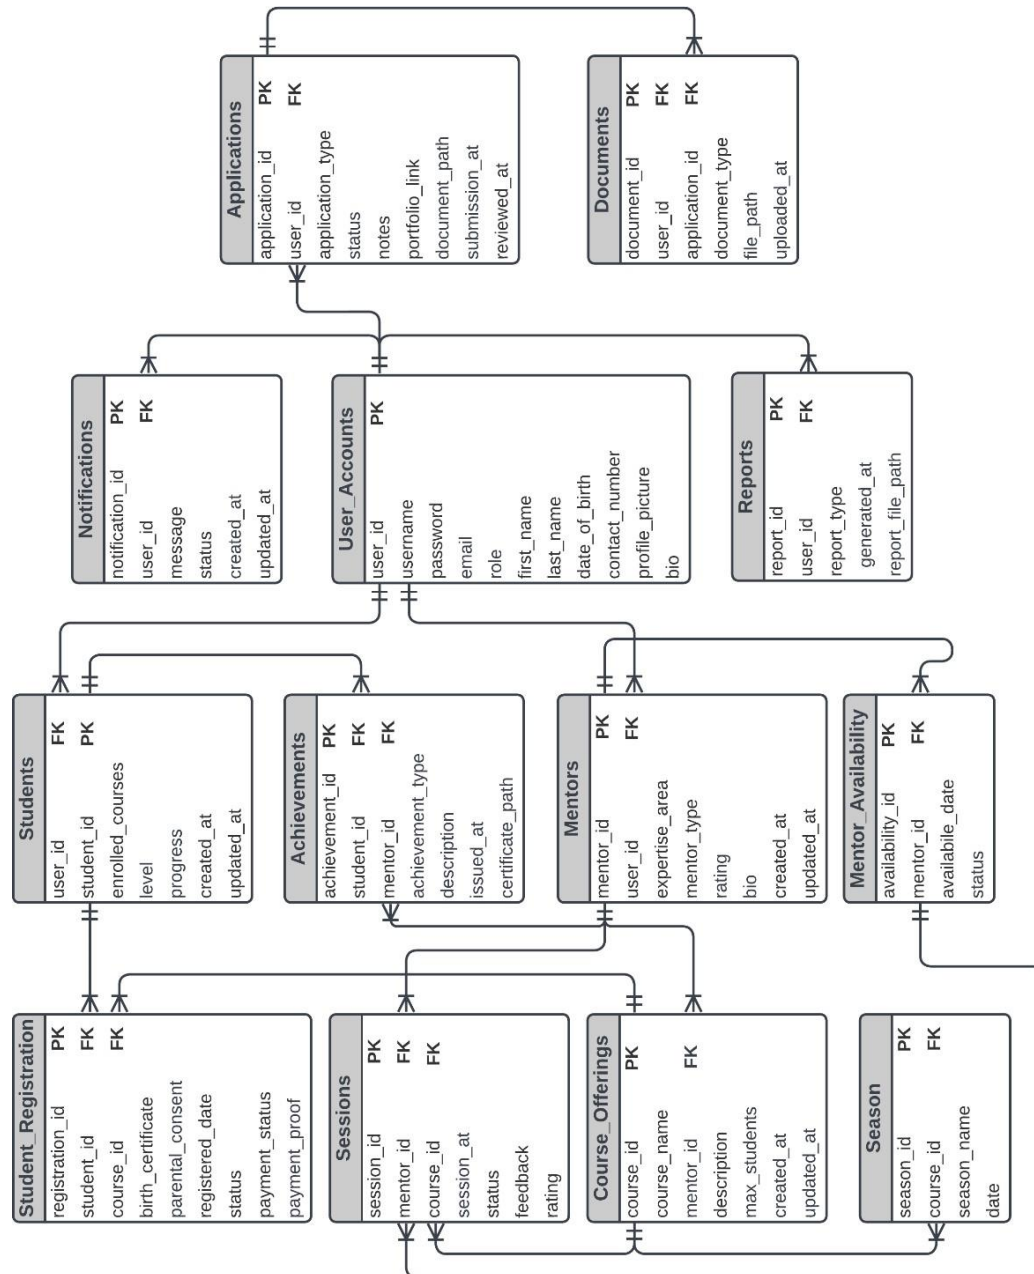 Student_Registration
registration_id PK
student_id FK
course_id FK
birth_certificate
parental_consent
registered_date
status
payment_status
payment_proof
Sessions
session_id PK
mentor_id FK
course_id FK
session_at
status
feedback
rating
Course_Offerings
course_id PK
course_name
mentor_id FK
description
max_students
created_at
updated_at
Season
season_id PK
course_id FK
season_name
date
Students
user_id FK
student_id PK
enrolled_courses
level
progress
created_at
updated_at
Achievements
achievement_id PK
student_id FK
mentor_id FK
achievement_type
description
issued_at
certificate_path
Mentors
mentor_id PK
user_id FK
expertise_area
mentor_type
rating
bio
created_at
updated_at
Mentor_Availability
availability_id PK
mentor_id FK
availabile_date
status
Notifications
notification_id PK
user_id FK
message
status
created_at
updated_at
User_Accounts
user_id PK
username
password
email
role
first_name
last_name
date_of_birth
contact_number
profile_picture
bio
Reports
report_id PK
user_id FK
report_type
generated_at
report_file_path
Applications
application_id PK
user_id FK
application_type
status
notes
portfolio_link
document_path
submission_at
reviewed_at
Documents
document_id PK
user_id FK
application_id FK
document_type
file_path
uploaded_at